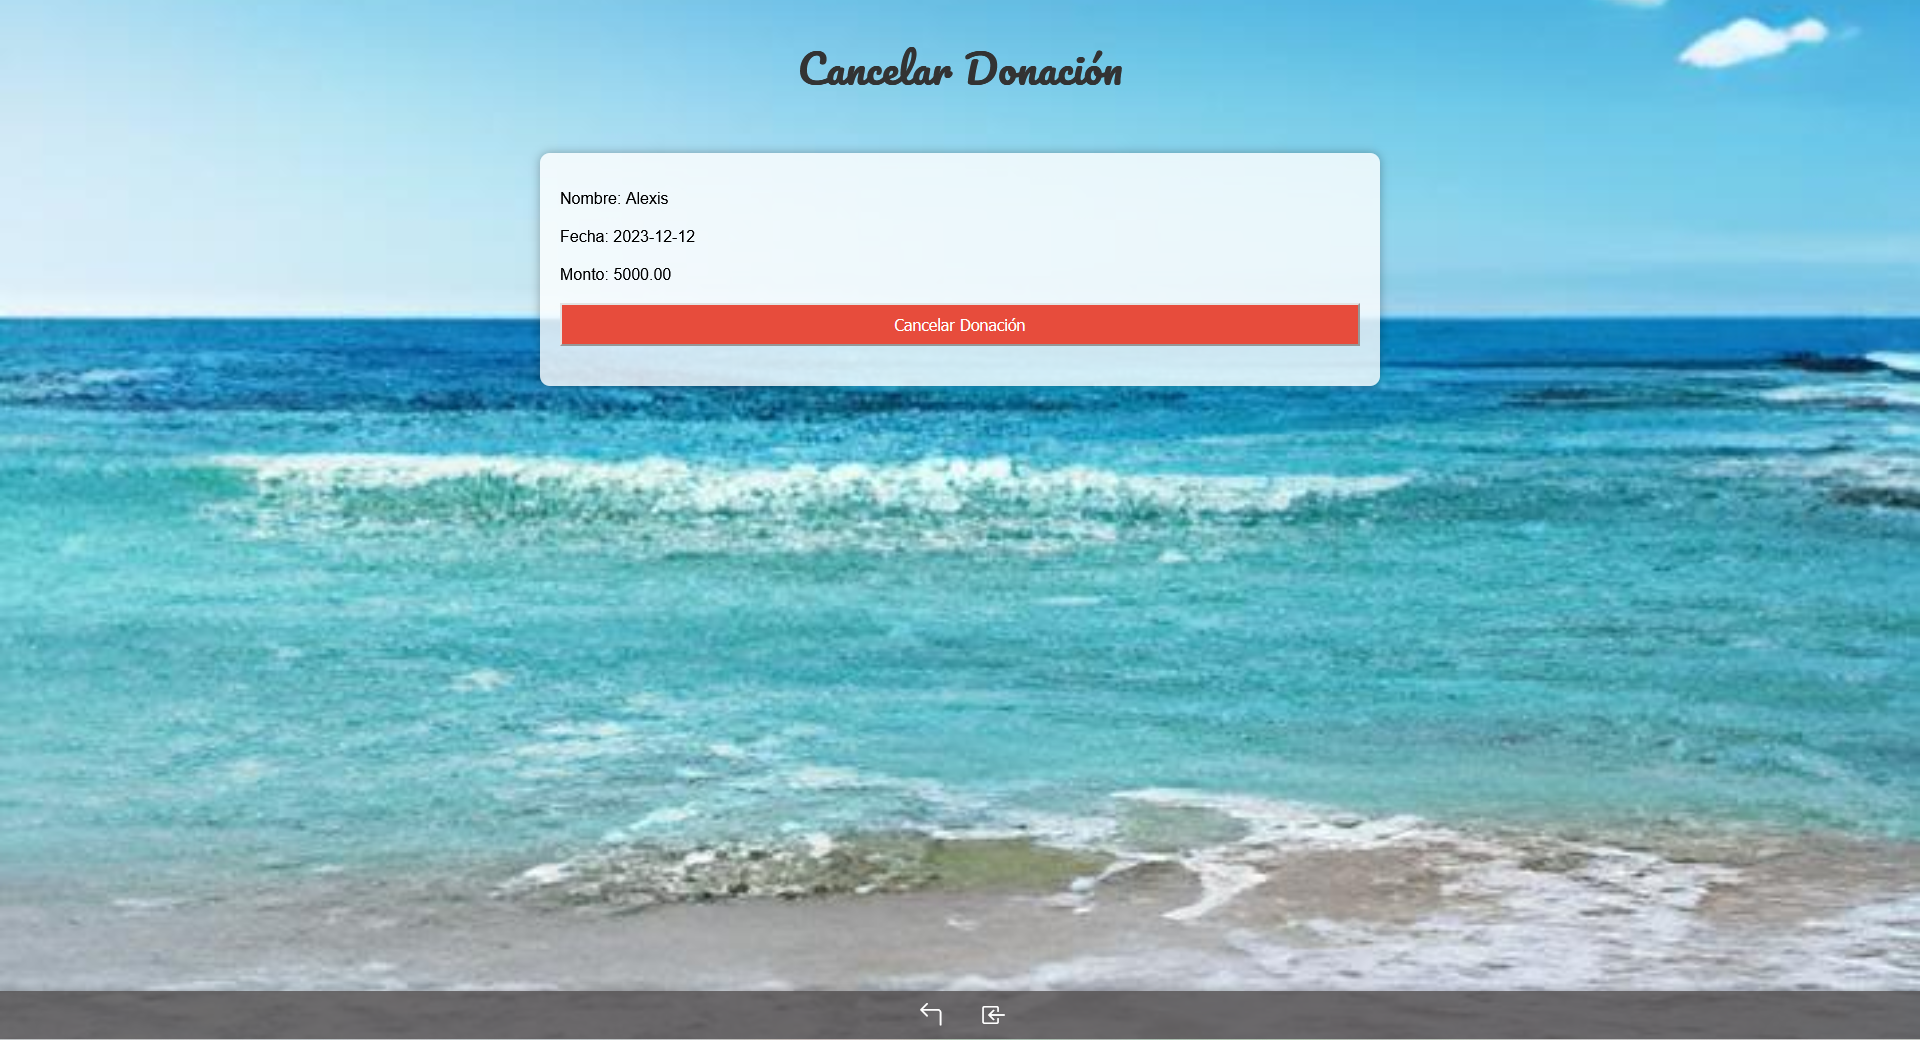 Cancelar Donación
Nombre: Alexis
Fecha: 2023-12-12
Monto: 5000.00
Cancelar Donación